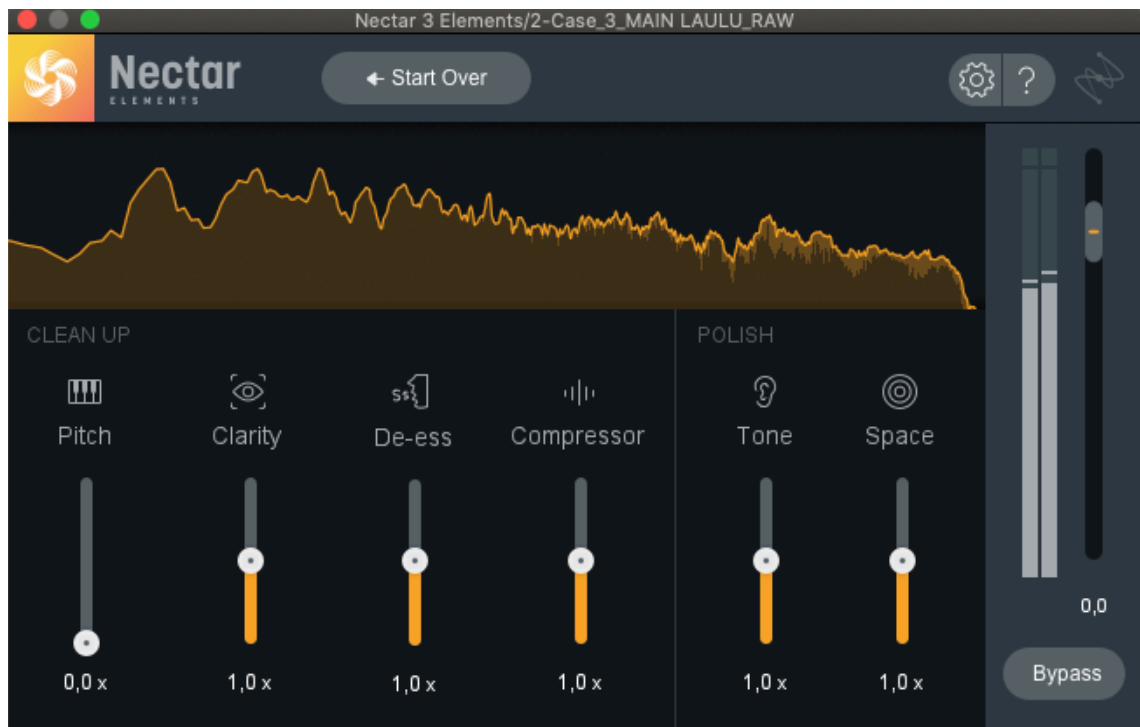 Nectar 3 Elements/2-Case_3_MAIN LAULU_RAW
Nectar
ELEMENTS
← Start Over
?
CLEAN UP
POLISH
Ss
Pitch
Clarity
De-ess
Compressor
Tone
Space
0,0 x
1,0 x
1,0 x
1,0 x
1,0 x
1,0 x
0,0
Bypass